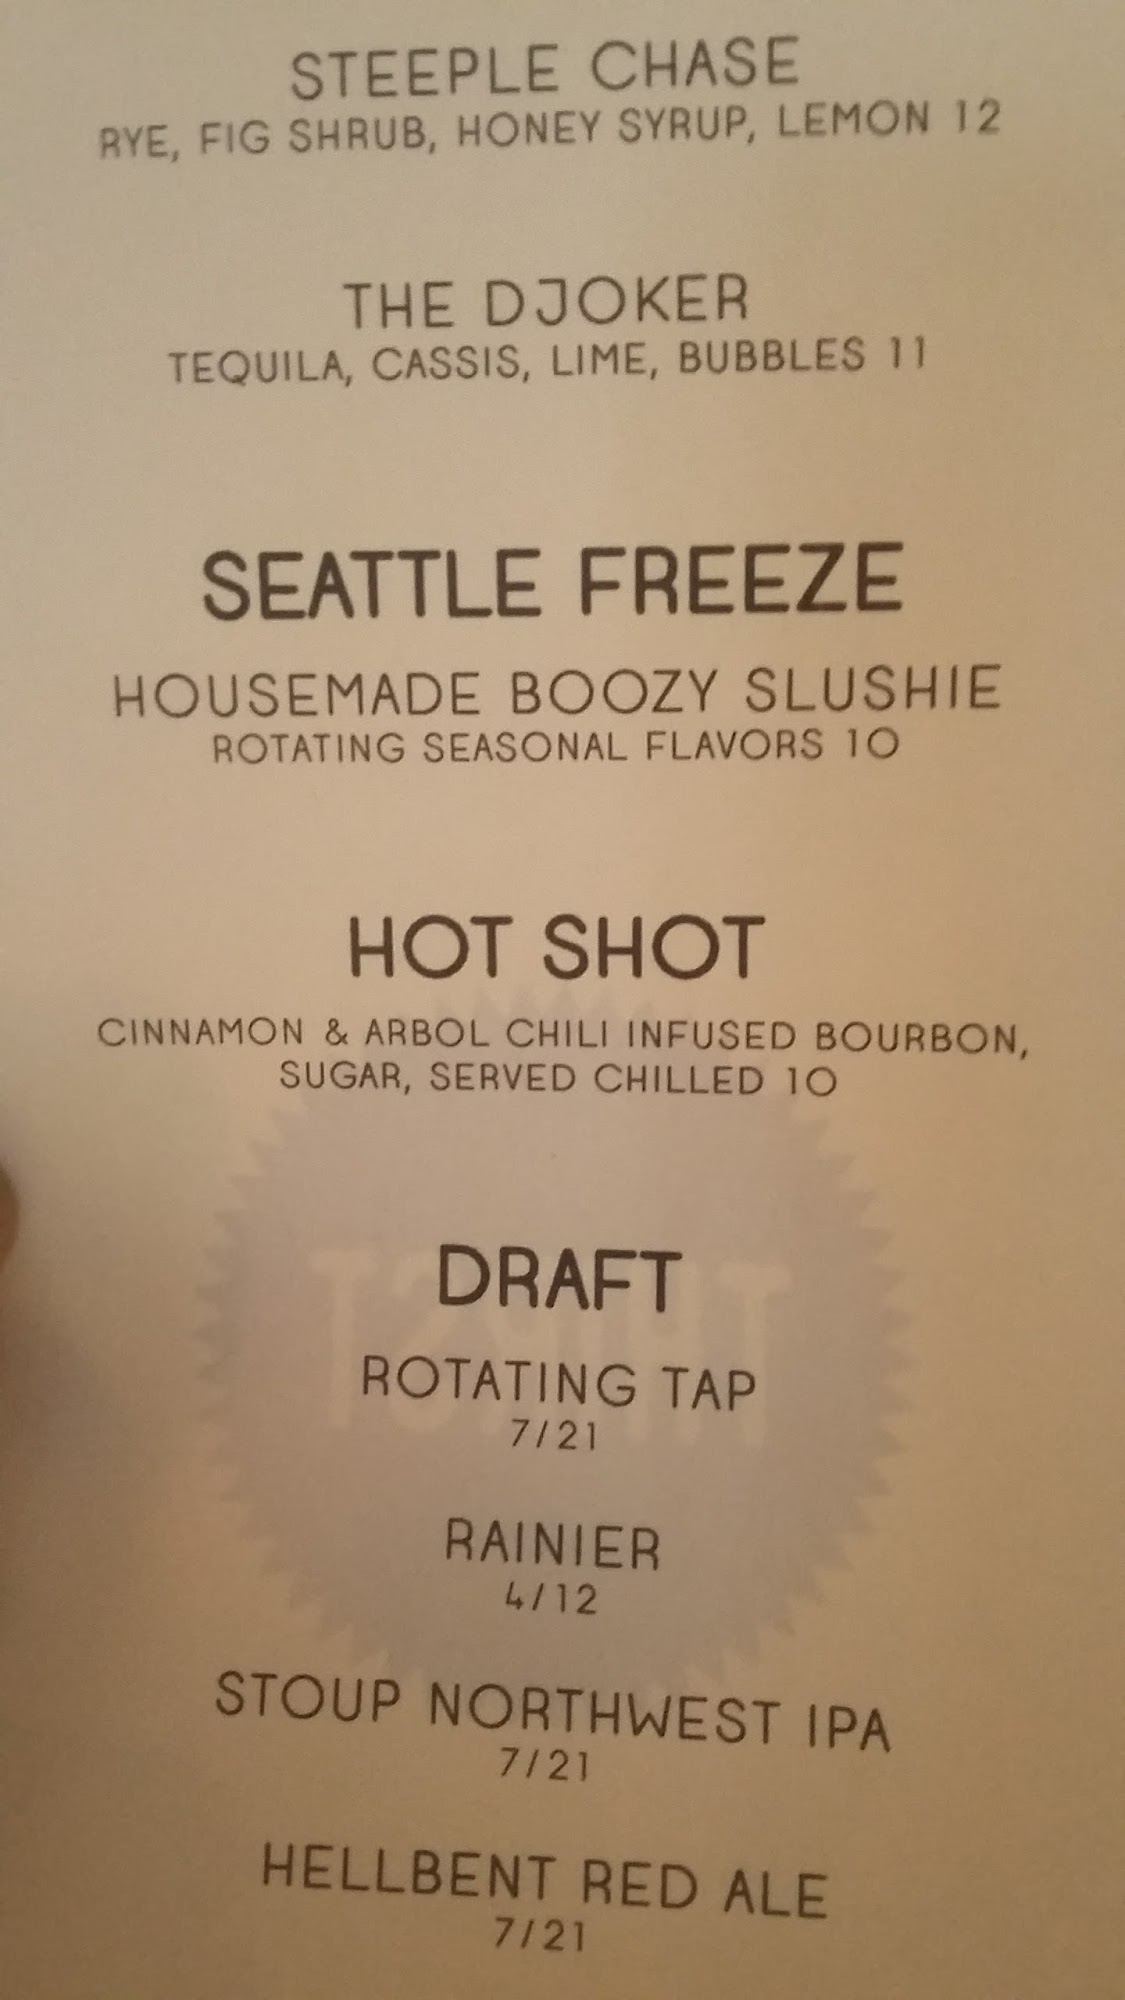 STEEPLE CHASE
RYE, FIG SHRUB, HONEY SYRUP, LEMON 12
THE DJOKER
TEQUILA, CASSIS, LIME, BUBBLES 11
SEATTLE FREEZE
HOUSEMADE BOOZY SLUSHIE
ROTATING SEASONAL FLAVORS 10
HOT SHOT
CINNAMON & ARBOL CHILI INFUSED BOURBON,
SUGAR, SERVED CHILLED 10
DRAFT
ROTATING TAP
7/21
RAINIER
4/12
STOUP NORTHWEST IPA
7/21
HELLBENT RED ALE
7/21